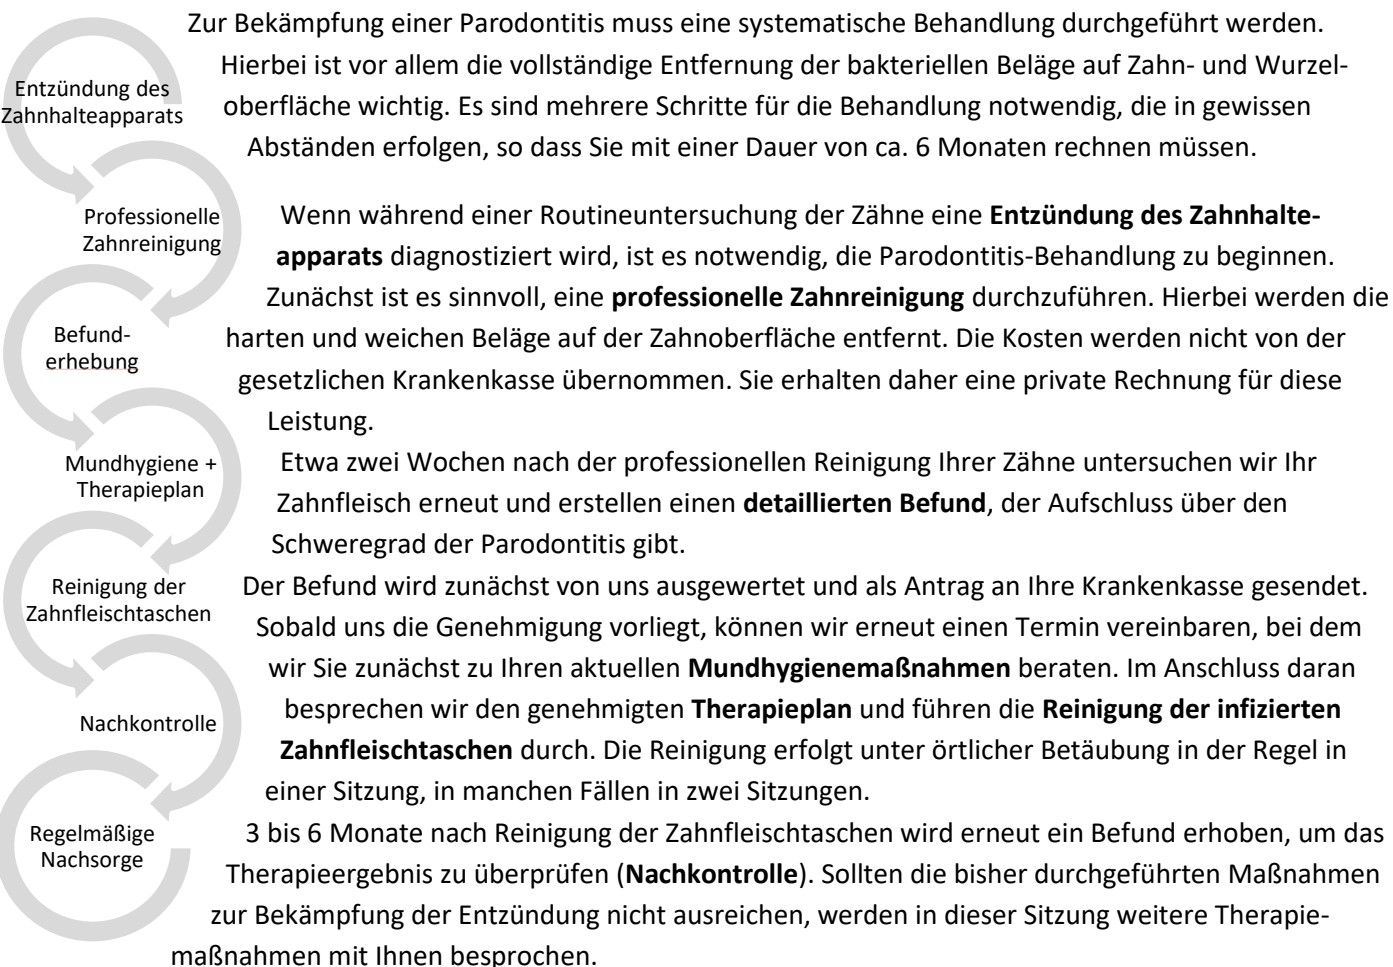 Zur Bekämpfung einer Parodontitis muss eine systematische Behandlung durchgeführt werden.
Hierbei ist vor allem die vollständige Entfernung der bakteriellen Beläge auf Zahn- und Wurzel-
oberfläche wichtig. Es sind mehrere Schritte für die Behandlung notwendig, die in gewissen
Abständen erfolgen, so dass Sie mit einer Dauer von ca. 6 Monaten rechnen müssen.
Entzündung des
Zahnhalteapparats
Professionelle
Zahnreinigung
Wenn während einer Routineuntersuchung der Zähne eine Entzündung des Zahnhalte-
apparats diagnostiziert wird, ist es notwendig, die Parodontitis-Behandlung zu beginnen.
Zunächst ist es sinnvoll, eine professionelle Zahnreinigung durchzuführen. Hierbei werden die
harten und weichen Beläge auf der Zahnoberfläche entfernt. Die Kosten werden nicht von der
gesetzlichen Krankenkasse übernommen. Sie erhalten daher eine private Rechnung für diese
Leistung.
Befund-
erhebung
Mundhygiene +
Therapieplan
Etwa zwei Wochen nach der professionellen Reinigung Ihrer Zähne untersuchen wir Ihr
Zahnfleisch erneut und erstellen einen detaillierten Befund, der Aufschluss über den
Schweregrad der Parodontitis gibt.
Reinigung der
Zahnfleischtaschen
Der Befund wird zunächst von uns ausgewertet und als Antrag an Ihre Krankenkasse gesendet.
Sobald uns die Genehmigung vorliegt, können wir erneut einen Termin vereinbaren, bei dem
wir Sie zunächst zu Ihren aktuellen Mundhygienemaßnahmen beraten. Im Anschluss daran
besprechen wir den genehmigten Therapieplan und führen die Reinigung der infizierten
Zahnfleischtaschen durch. Die Reinigung erfolgt unter örtlicher Betäubung in der Regel in
einer Sitzung, in manchen Fällen in zwei Sitzungen.
Nachkontrolle
Regelmäßige
Nachsorge
3 bis 6 Monate nach Reinigung der Zahnfleischtaschen wird erneut ein Befund erhoben, um das
Therapieergebnis zu überprüfen (Nachkontrolle). Sollten die bisher durchgeführten Maßnahmen
zur Bekämpfung der Entzündung nicht ausreichen, werden in dieser Sitzung weitere Therapie-
maßnahmen mit Ihnen besprochen.